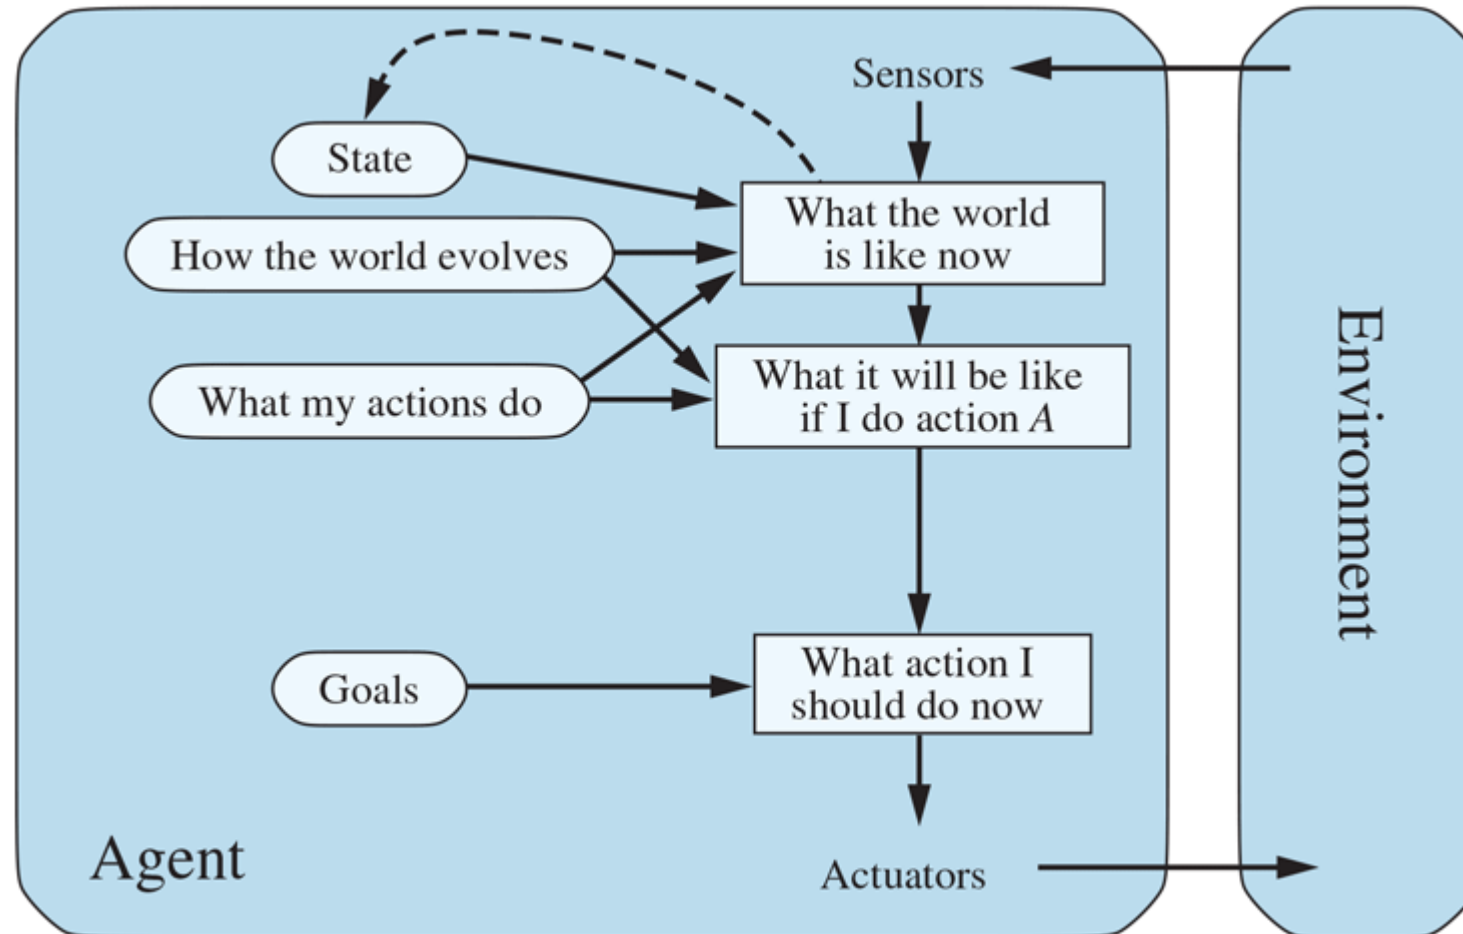 Sensors
State
What the world
is like now
How the world evolves
What it will be like
if I do action A
What my actions do
Environment
What action I
should do now
Goals
Agent
Actuators